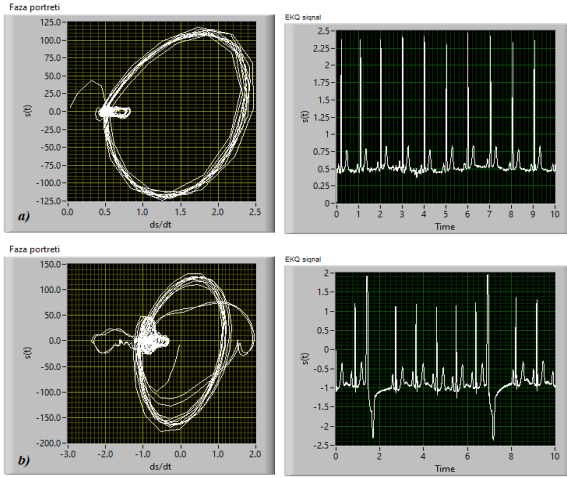 Faza portreti
EKQ siqnal
125.0
100.0
75.0
50.0
25.0
0.0
-25.0
-50.0
-75.0
-100.0
-125.0
s(t)
0.0 0.5 1.0 1.5 2.0 2.5
ds/dt
a)
2.5
2.25
2
1.75
1.5
1.25
1
0.75
0.5
0.25
0
s(t)
0 1 2 3 4 5 6 7 8 9 10
Time
Faza portreti
EKQ siqnal
150.0
100.0
50.0
0.0
-50.0
-100.0
-150.0
-200.0
s(t)
-3.0 -2.0 -1.0 0.0 1.0 2.0
ds/dt
b)
2
1.5
1
0.5
0
-0.5
-1
-1.5
-2
-2.5
s(t)
0 2 4 6 8 10
Time